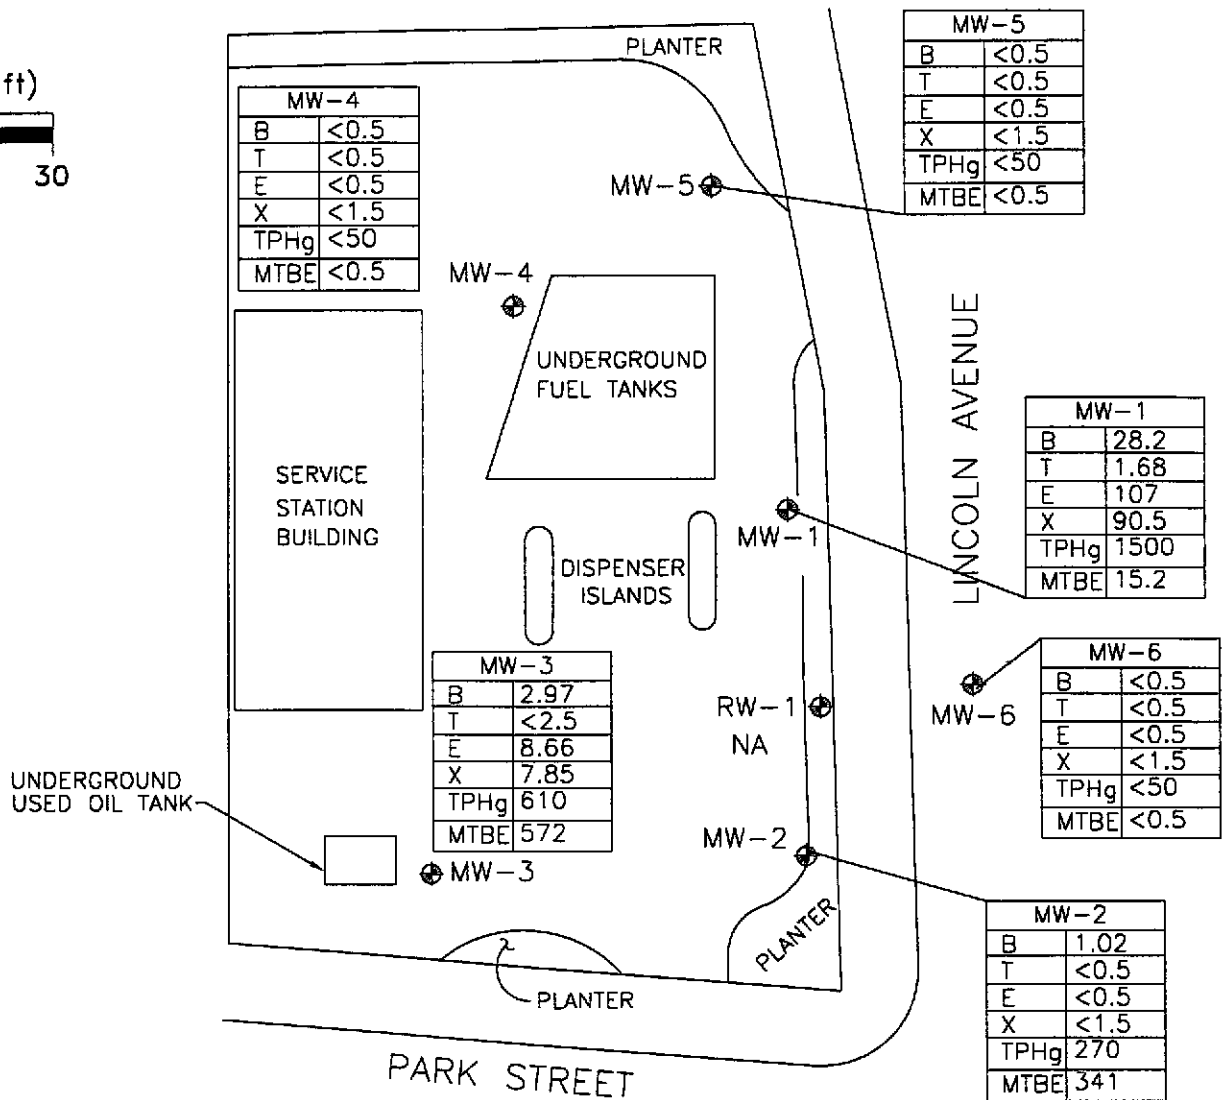 ft)
30
PLANTER
MW-5
B <0.5
T <0.5
E <0.5
X <1.5
TPHg <50
MTBE <0.5
MW-4
B <0.5
T <0.5
E <0.5
X <1.5
TPHg <50
MTBE <0.5
MW-5
MW-4
UNDERGROUND
FUEL TANKS
LINCOLN AVENUE
SERVICE
STATION
BUILDING
MW-1
B 28.2
T 1.68
E 107
X 90.5
TPHg 1500
MTBE 15.2
MW-1
DISPENSER
ISLANDS
MW-3
B 2.97
T <2.5
E 8.66
X 7.85
TPHg 610
MTBE 572
RW-1
NA
MW-6
MW-6
B <0.5
T <0.5
E <0.5
X <1.5
TPHg <50
MTBE <0.5
UNDERGROUND
USED OIL TANK
MW-3
MW-2
PLANTER
MW-2
B 1.02
T <0.5
E <0.5
X <1.5
TPHg 270
MTBE 341
PLANTER
PARK STREET